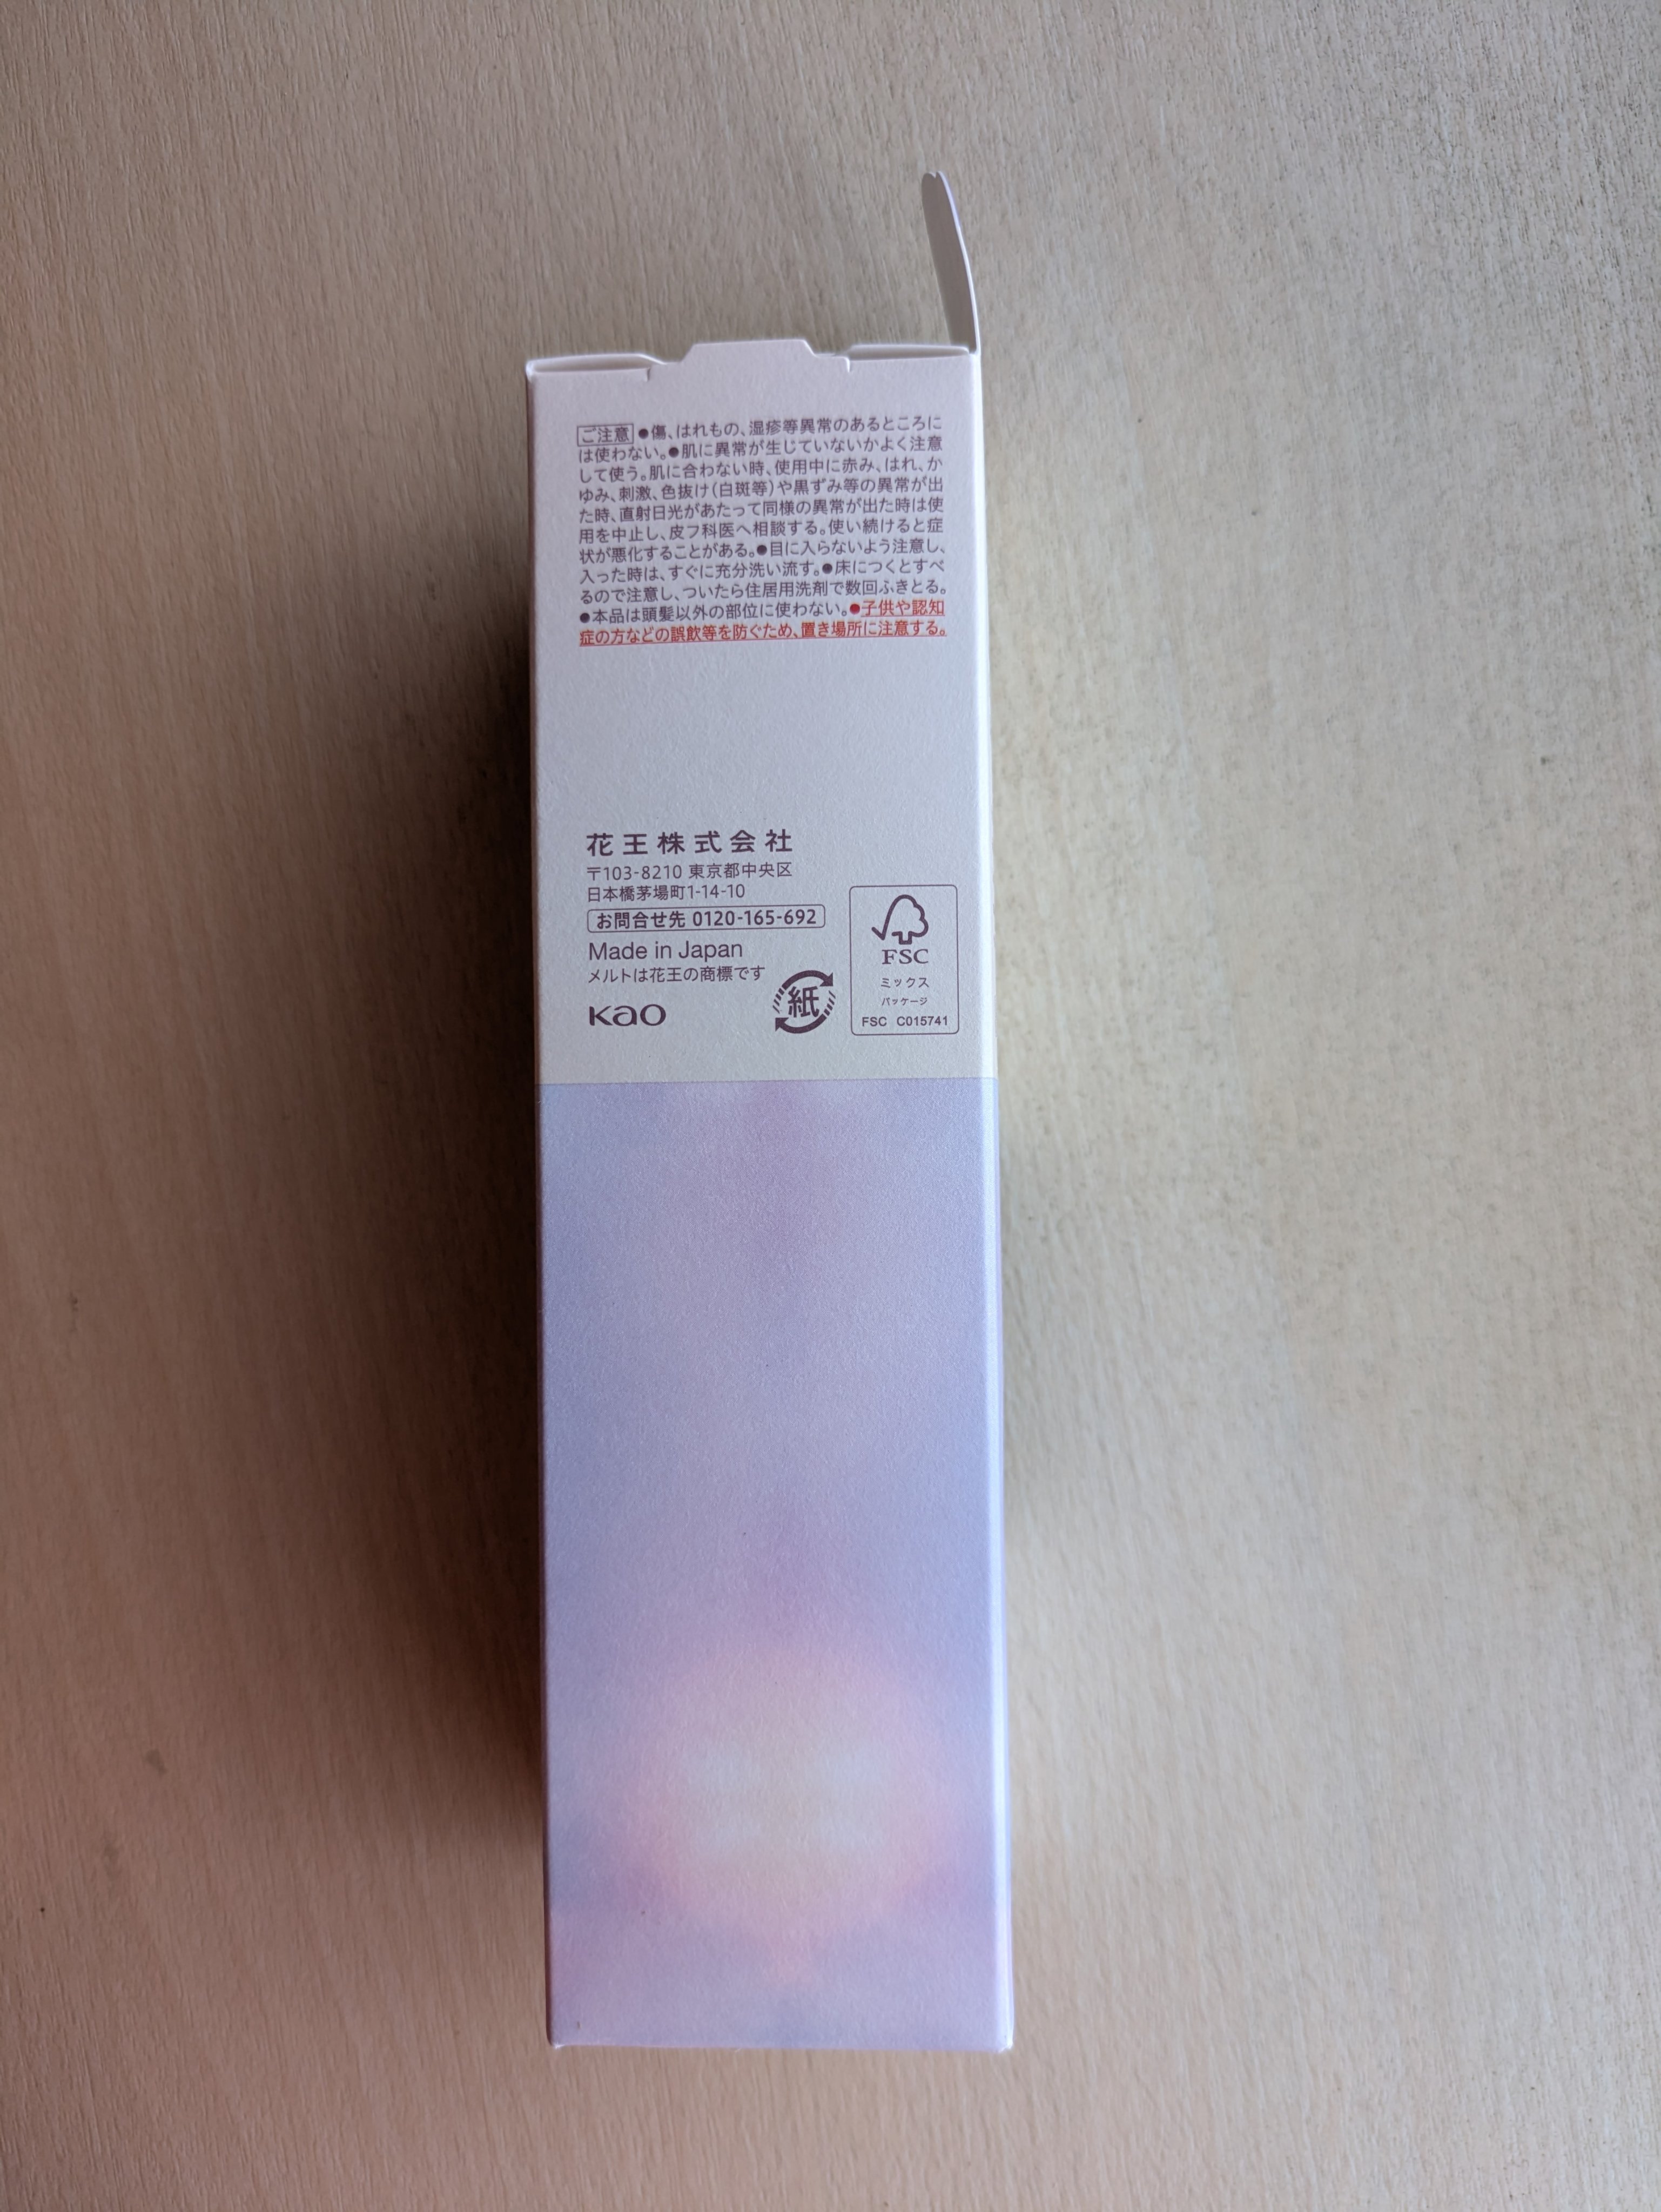 ご注意 ●傷、はれもの、湿疹等異常のあるところに
は使わない。●肌に異常が生じていないかよく注意
して使う。肌に合わない時、使用中に赤み、はれ、か
ゆみ、刺激、色抜け(白斑等)や黒ずみ等の異常が出
た時、直射日光があたって同様の異常が出た時は使
用を中止し、皮フ科医へ相談する。使い続けると症
状が悪化することがある。●目に入らないよう注意し、
入った時は、すぐに充分洗い流す。●床につくとすべ
るので注意し、ついたら住居用洗剤で数回ふきとる。
●本品は頭髪以外の部位に使わない。●子供や認知
症の方などの誤飲等を防ぐため、置き場所に注意する。
花王株式会社
〒103-8210 東京都中央区
日本橋茅場町1-14-10
お問合せ先 0120-165-692
Made in Japan
メルトは花王の商標です
Kao
紙
FSC
ミックス
パッケージ
FSC C015741